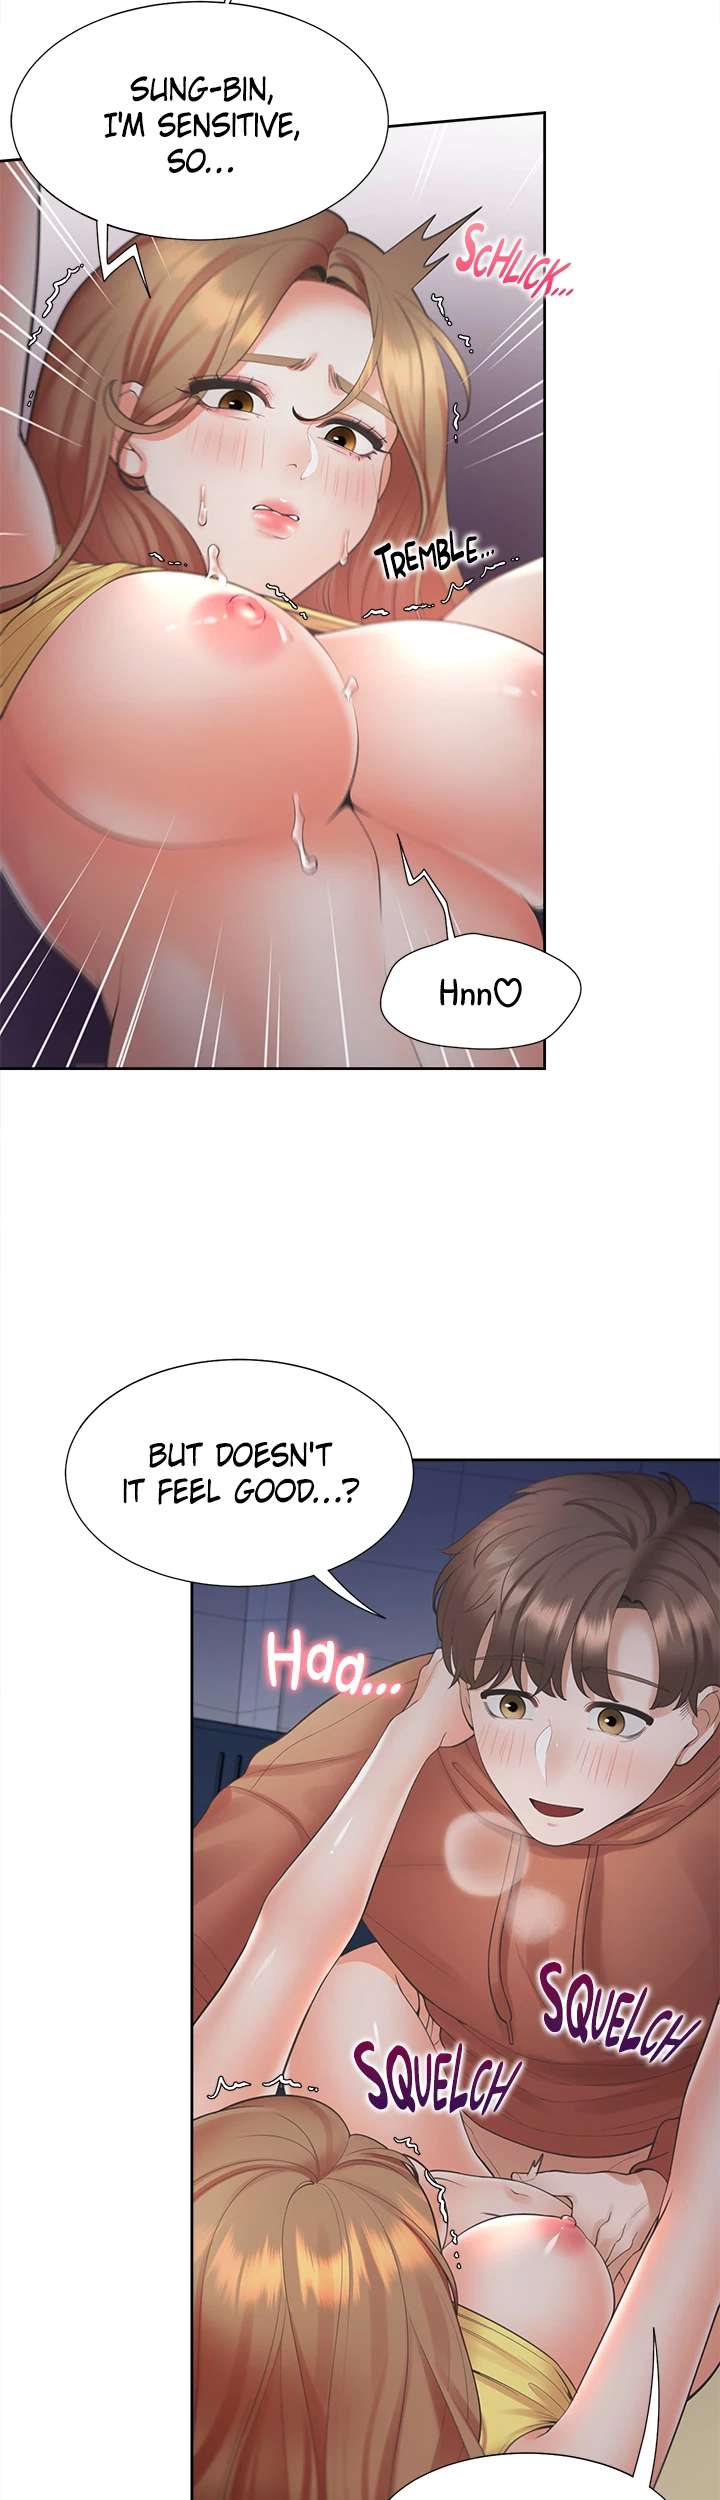 SUNG-BIN,
I'M SENSITIVE,
SO...
SCHLICK...
TREMBLE...
Hnn♡
BUT DOESN'T
IT FEEL GOOD...?
Haa...
SQUELCH
SQUELCH